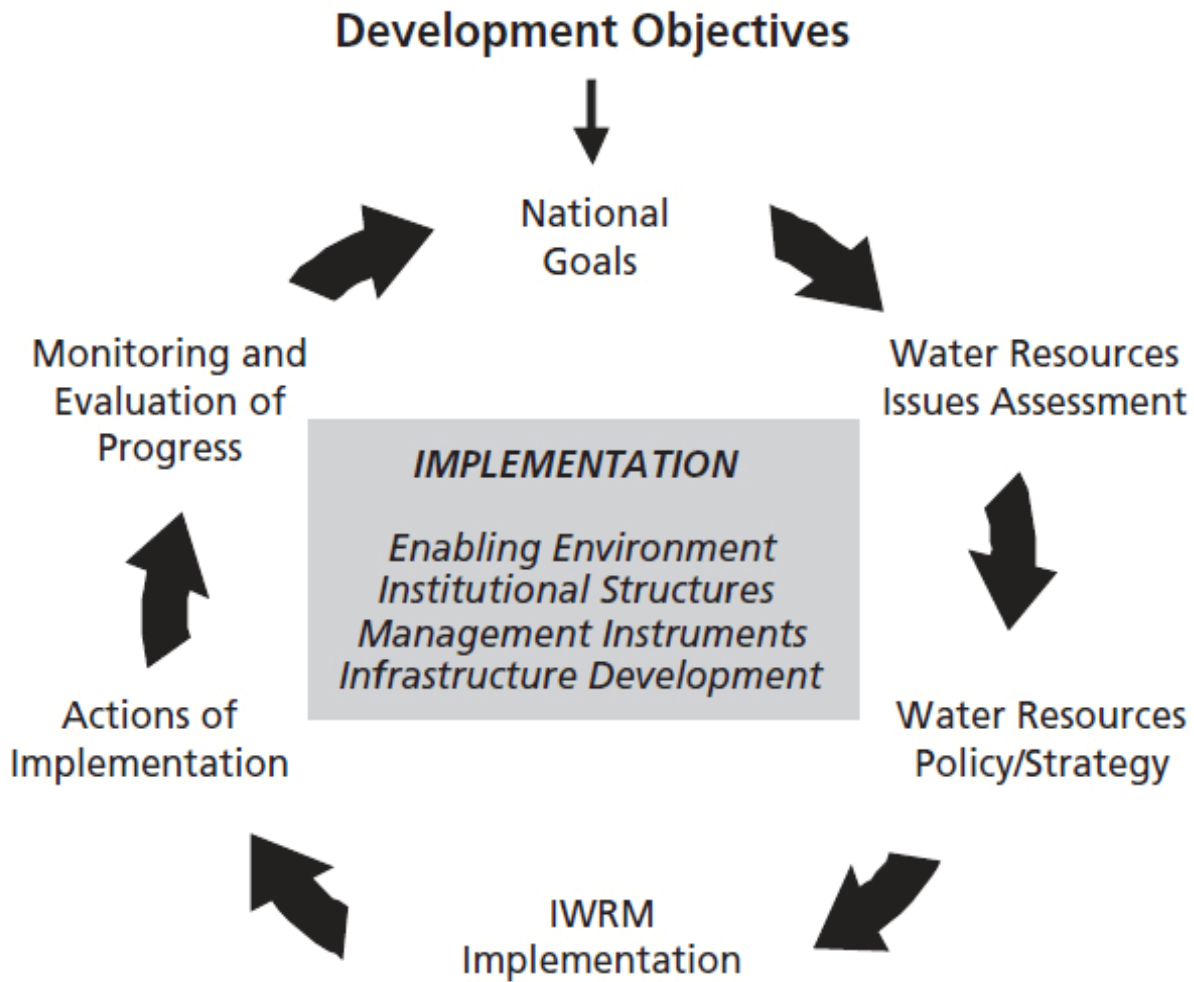 Development Objectives
National
Goals
Water Resources
Issues Assessment
Water Resources
Policy/Strategy
IWRM
Implementation
Actions of
Implementation
Monitoring and
Evaluation of
Progress
IMPLEMENTATION
Enabling Environment
Institutional Structures
Management Instruments
Infrastructure Development